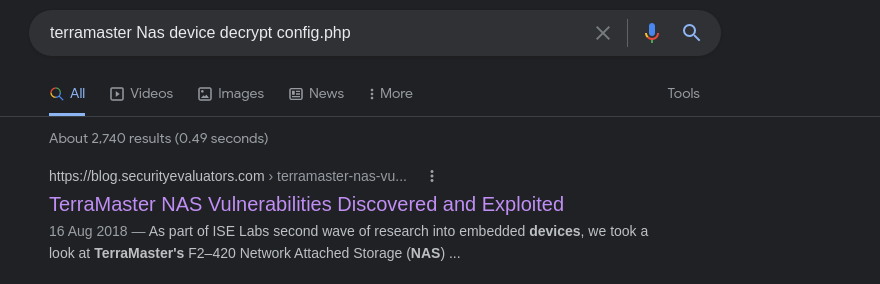 terramaster Nas device decrypt config.php
All Videos Images News More Tools
About 2,740 results (0.49 seconds)
https://blog.securityevaluators.com › terramaster-nas-vu...
TerraMaster NAS Vulnerabilities Discovered and Exploited
16 Aug 2018 — As part of ISE Labs second wave of research into embedded devices, we took a
look at TerraMaster's F2–420 Network Attached Storage (NAS) ...